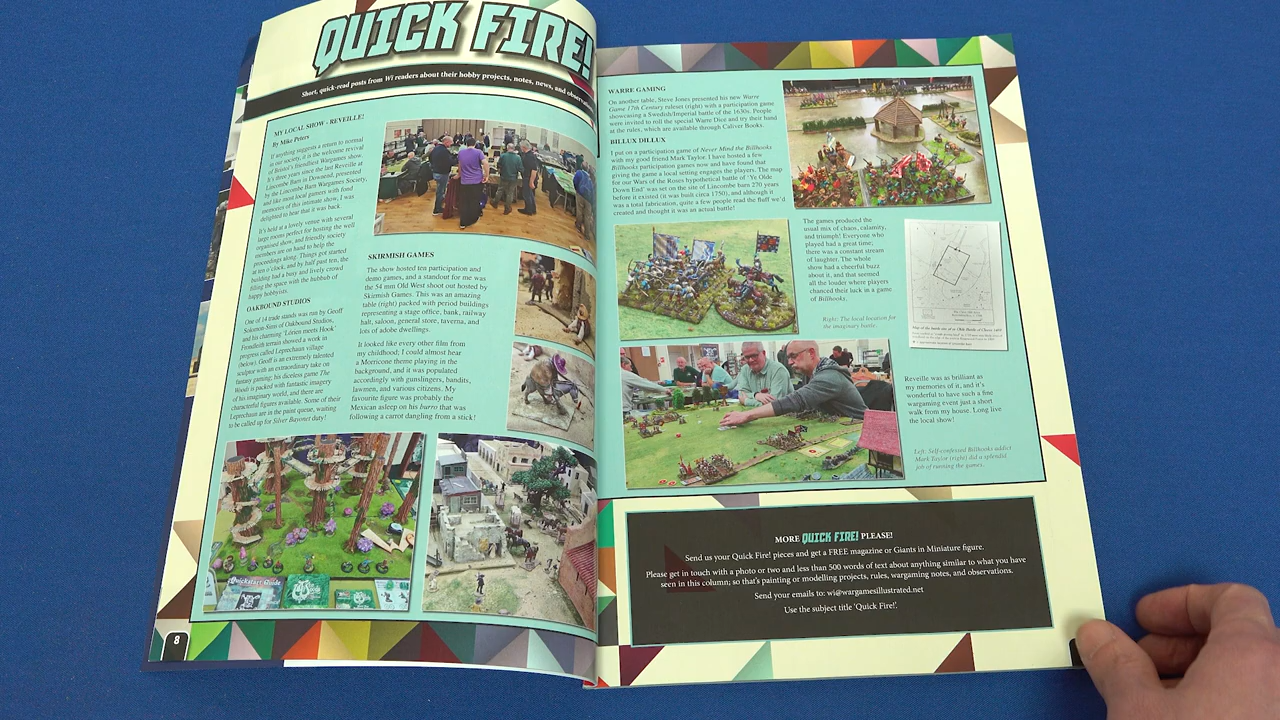 QUICK FIRE!
Short, quick-read posts from Wi readers about their hobby projects, notes, news, and
MY LOCAL SHOW - REVEILLE!
By Mike Peters
If anything suggests a return to normal
in our society, it is the welcome revival
of Bristol's friendliest Wargames show.
It's three years since the last Reveille at
Lincombe Barn in Downend, presented
by the Lincombe Barn Wargames Society,
and like most local gamers with fond
memories of this intimate show, I was
delighted to hear that it was back.
It's held at a lovely venue with several
large rooms perfect for hosting the well
organised show, and friendly society
members are on hand to help the
proceedings along. Things got started
at ten o'clock, and by half past ten, the
building had a busy and lively crowd
filling the space with the hubbub of
happy hobbyists.
OAKBOUND STUDIOS
One of 14 trade stands was run by Geoff
Solomon-Sims of Oakbound Studios,
and his charming 'Lórien meets Hook'
Ferndloth terrain showed a work in
progress called Leprechaun village
(below). Geoff is an extremely talented
sculptor with an extraordinary take on
fantasy gaming; his diceless game The
Woods is packed with fantastic imagery
of his imaginary world, and there are
characterful figures available. Some of their
Leprechaun are in the paint queue, waiting
to be called up for Silver Bayonet duty!
SKIRMISH GAMES
The show hosted ten participation and
demo games, and a standout for me was
the 54 mm Old West shoot out hosted by
Skirmish Games. This was an amazing
table (right) packed with period buildings
representing a stage office, bank, railway
halt, saloon, general store, taverna, and
lots of adobe dwellings.
It looked like every other film from
my childhood; I could almost hear
a Morricone theme playing in the
background, and it was populated
accordingly with gunslingers, bandits,
lawmen, and various citizens. My
favourite figure was probably the
Mexican asleep on his burro that was
following a carrot dangling from a stick!
Quickstart Guide
8
WARRE GAMING
On another table, Steve Jones presented his new Warre
Game 17th Century ruleset (right) with a participation game
showcasing a Swedish/Imperial battle of the 1630s. People
were invited to roll the special Warre Dice and try their hand
at the rules, which are available through Caliver Books.
BILLUX DILLUX
I put on a participation game of Never Mind the Billhooks
with my good friend Mark Taylor. I have hosted a few
Billhooks participation games now and have found that
giving the game a local setting engages the players. The map
for our Wars of the Roses hypothetical battle of 'Ye Olde
Down End' was set on the site of Lincombe barn 270 years
before it existed (it was built circa 1750), and although it
was a total fabrication, quite a few people read the fluff we'd
created and thought it was an actual battle!
The games produced the
usual mix of chaos, calamity,
and triumph! Everyone who
played had a great time;
there was a constant stream
of laughter. The whole
show had a cheerful buzz
about it, and that seemed
all the louder where players
chanced their luck in a game
of Billhooks.
Right: The local location for
the imaginary battle.
Reveille was as brilliant as
my memories of it, and it's
wonderful to have such a fine
wargaming event just a short
walk from my house. Long live
the local show!
Left: Self-confessed Billhooks addict
Mark Taylor (right) did a splendid
job of running the games.
MORE QUICK FIRE! PLEASE!
Send us your Quick Fire! pieces and get a FREE magazine or Giants in Miniature figure.
Please get in touch with a photo or two and less than 500 words of text about anything similar to what you have
seen in this column; so that's painting or modelling projects, rules, wargaming notes, and observations.
Send your emails to: wi@wargamesillustrated.net
Use the subject title 'Quick Fire!'.